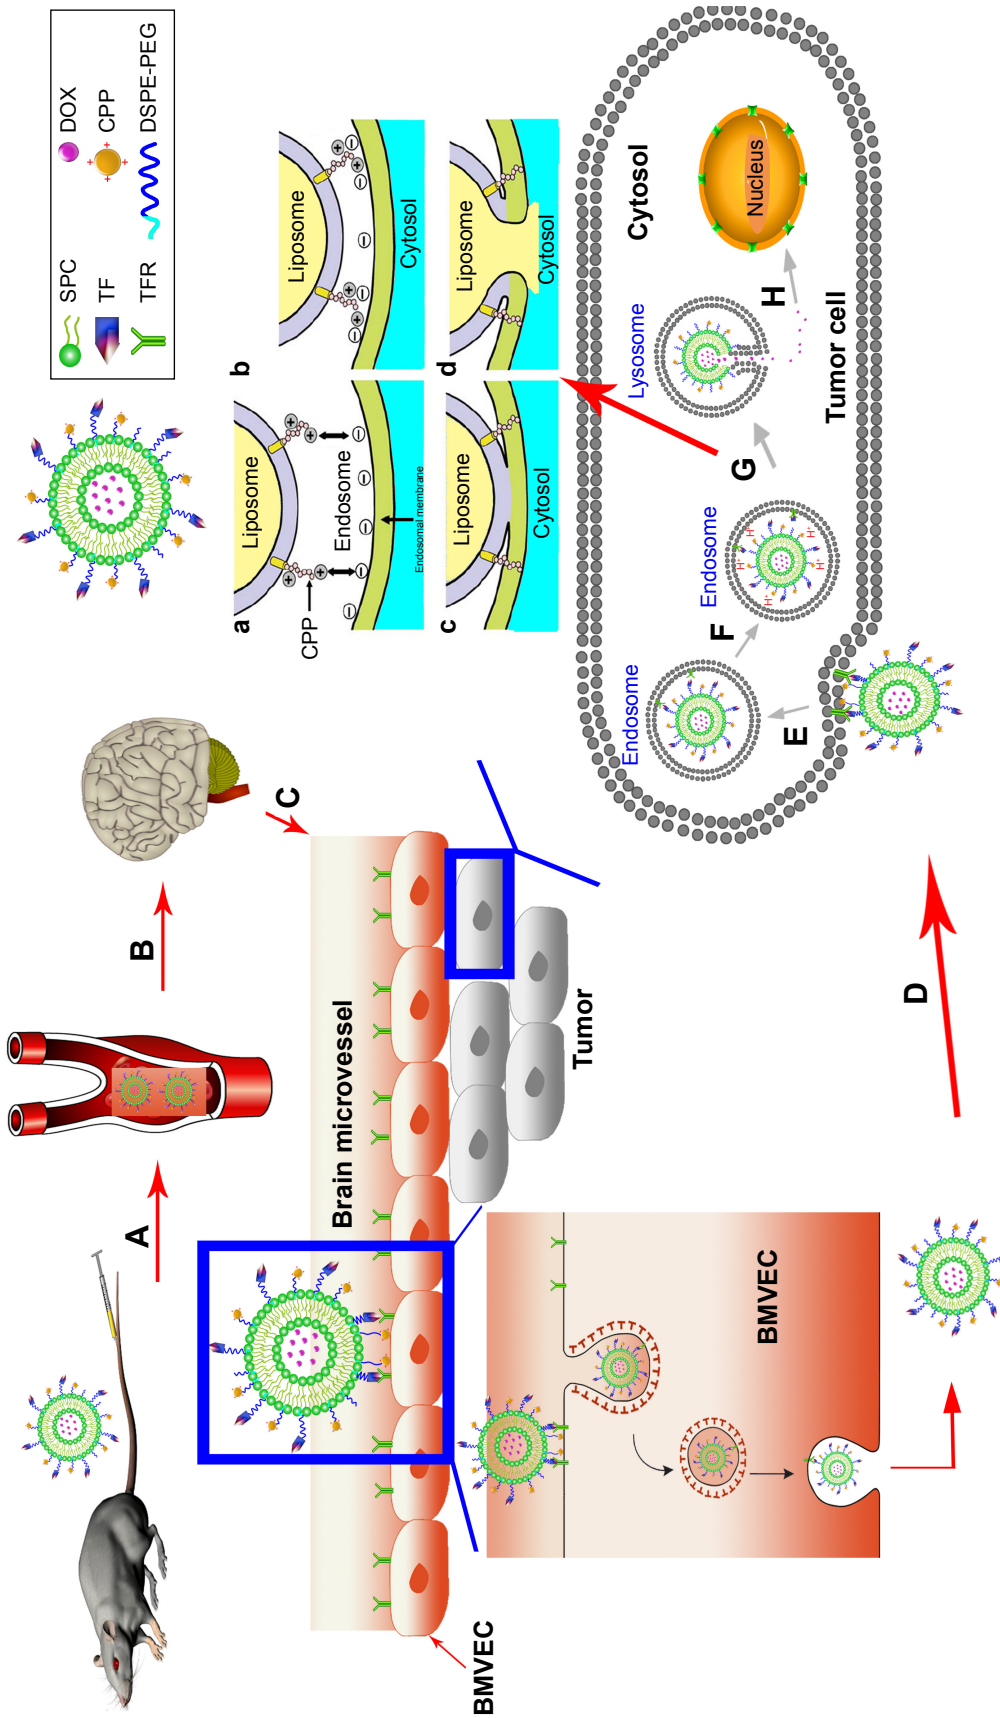 A
B
C
SPC
DOX
TF
CPP
TFR
DSPE-PEG
Brain microvessel
BMVEC
Tumor
BMVEC
D
a
Liposome
CPP
Endosome
Endosomal membrane
b
Liposome
Cytosol
c
Liposome
Cytosol
d
Liposome
Cytosol
Endosome
E
F
Endosome
H⁺
H⁺
H⁺
H⁺
G
Lysosome
H
Cytosol
Nucleus
Tumor cell